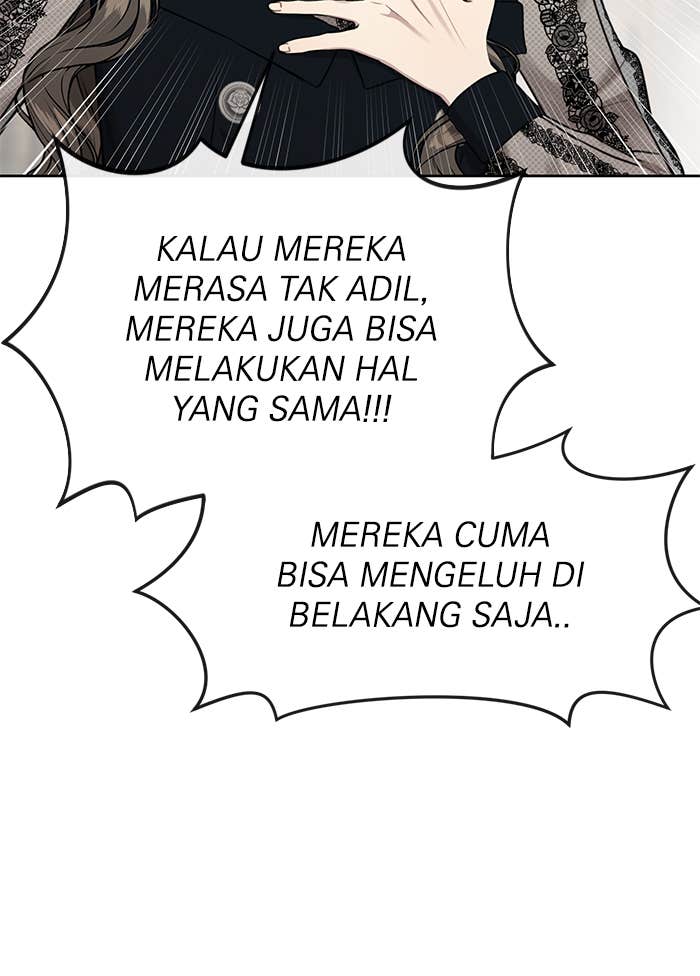 KALAU MEREKA
MERASA TAK ADIL,
MEREKA JUGA BISA
MELAKUKAN HAL
YANG SAMA!!!
MEREKA CUMA
BISA MENGELUH DI
BELAKANG SAJA..